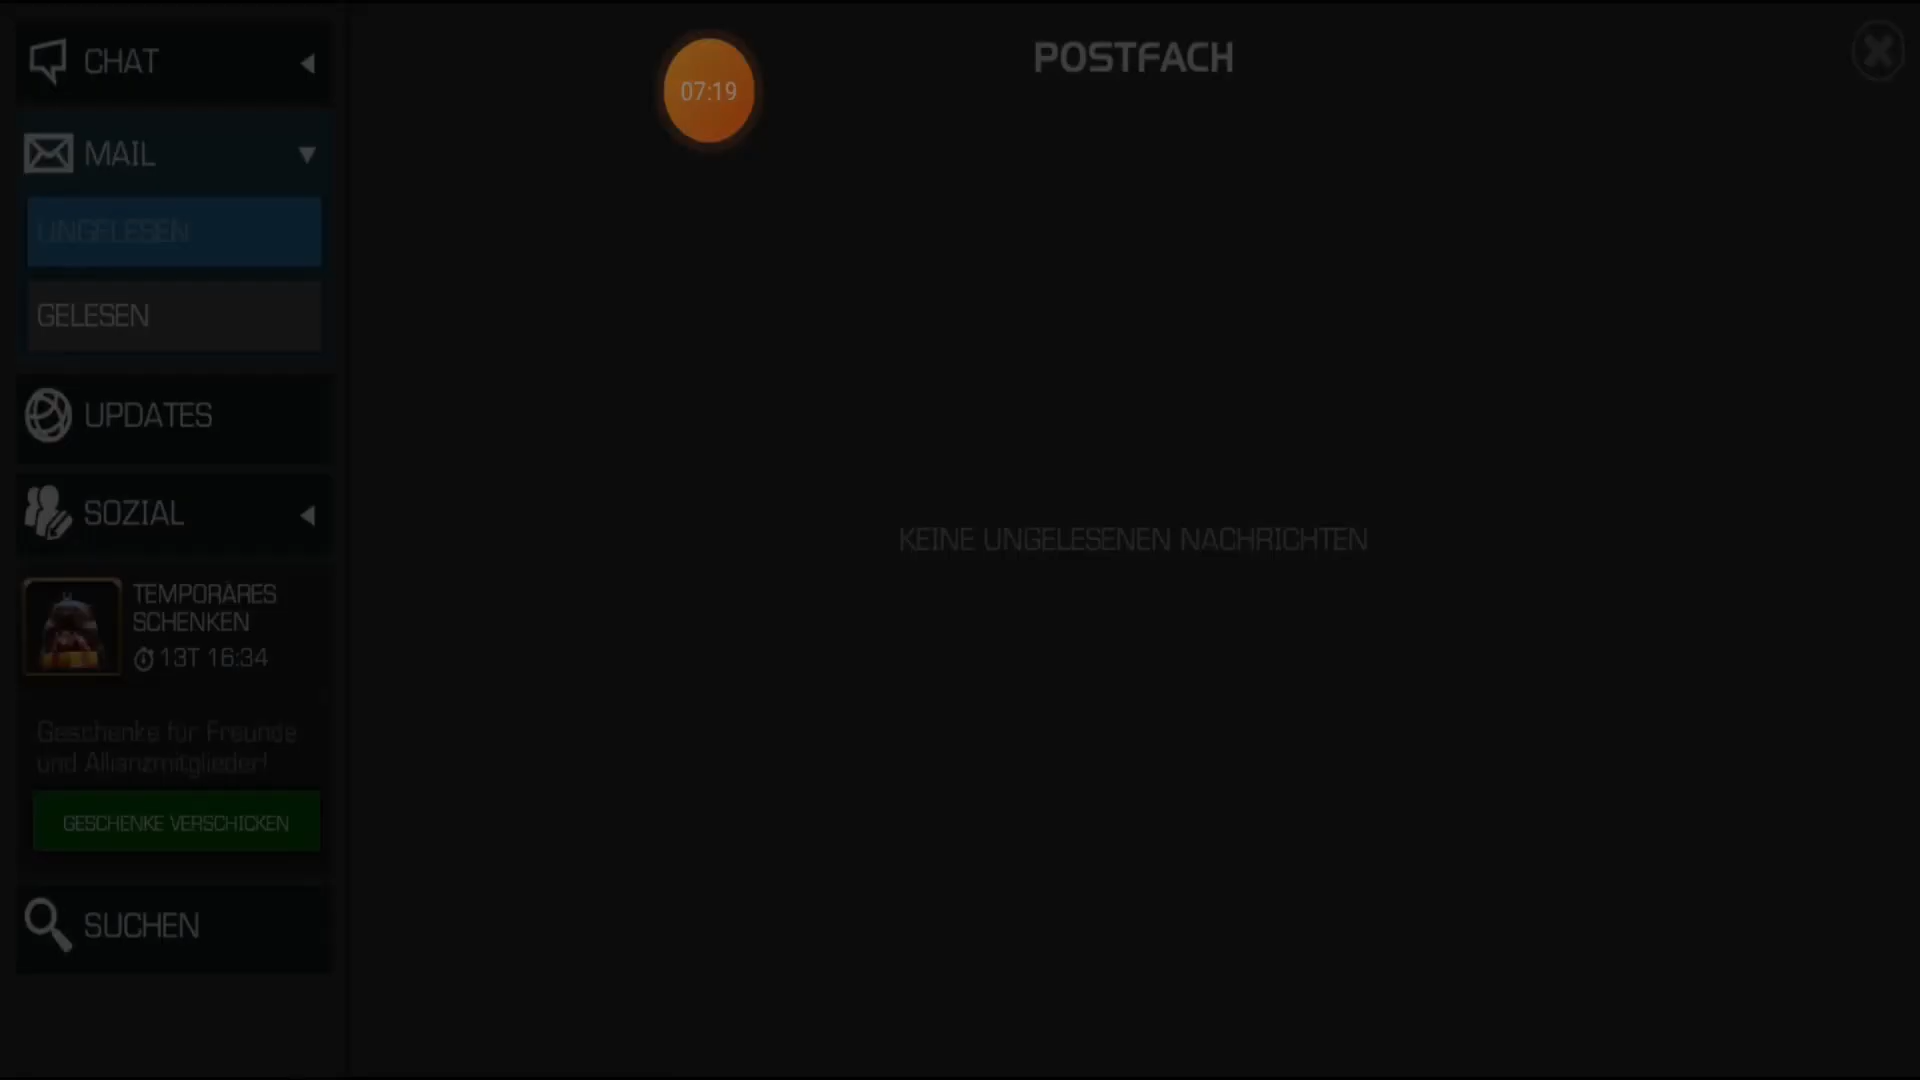 CHAT
MAIL
UNGELESEN
GELESEN
UPDATES
SOZIAL
TEMPORÄRES
SCHENKEN
13T 16:34
Geschenke für Freunde
und Allianzmitglieder!
GESCHENKE VERSCHICKEN
SUCHEN
07:19
POSTFACH
KEINE UNGELESENEN NACHRICHTEN